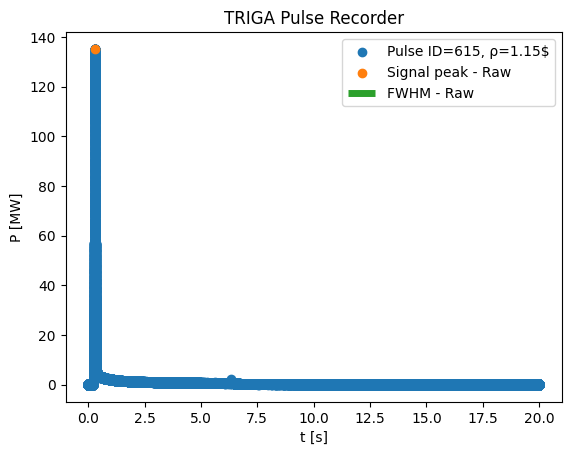 TRIGA Pulse Recorder
Pulse ID=615, ρ=1.15$
Signal peak - Raw
FWHM - Raw
P [MW]
140
120
100
80
60
40
20
0
0.0 2.5 5.0 7.5 10.0 12.5 15.0 17.5 20.0
t [s]